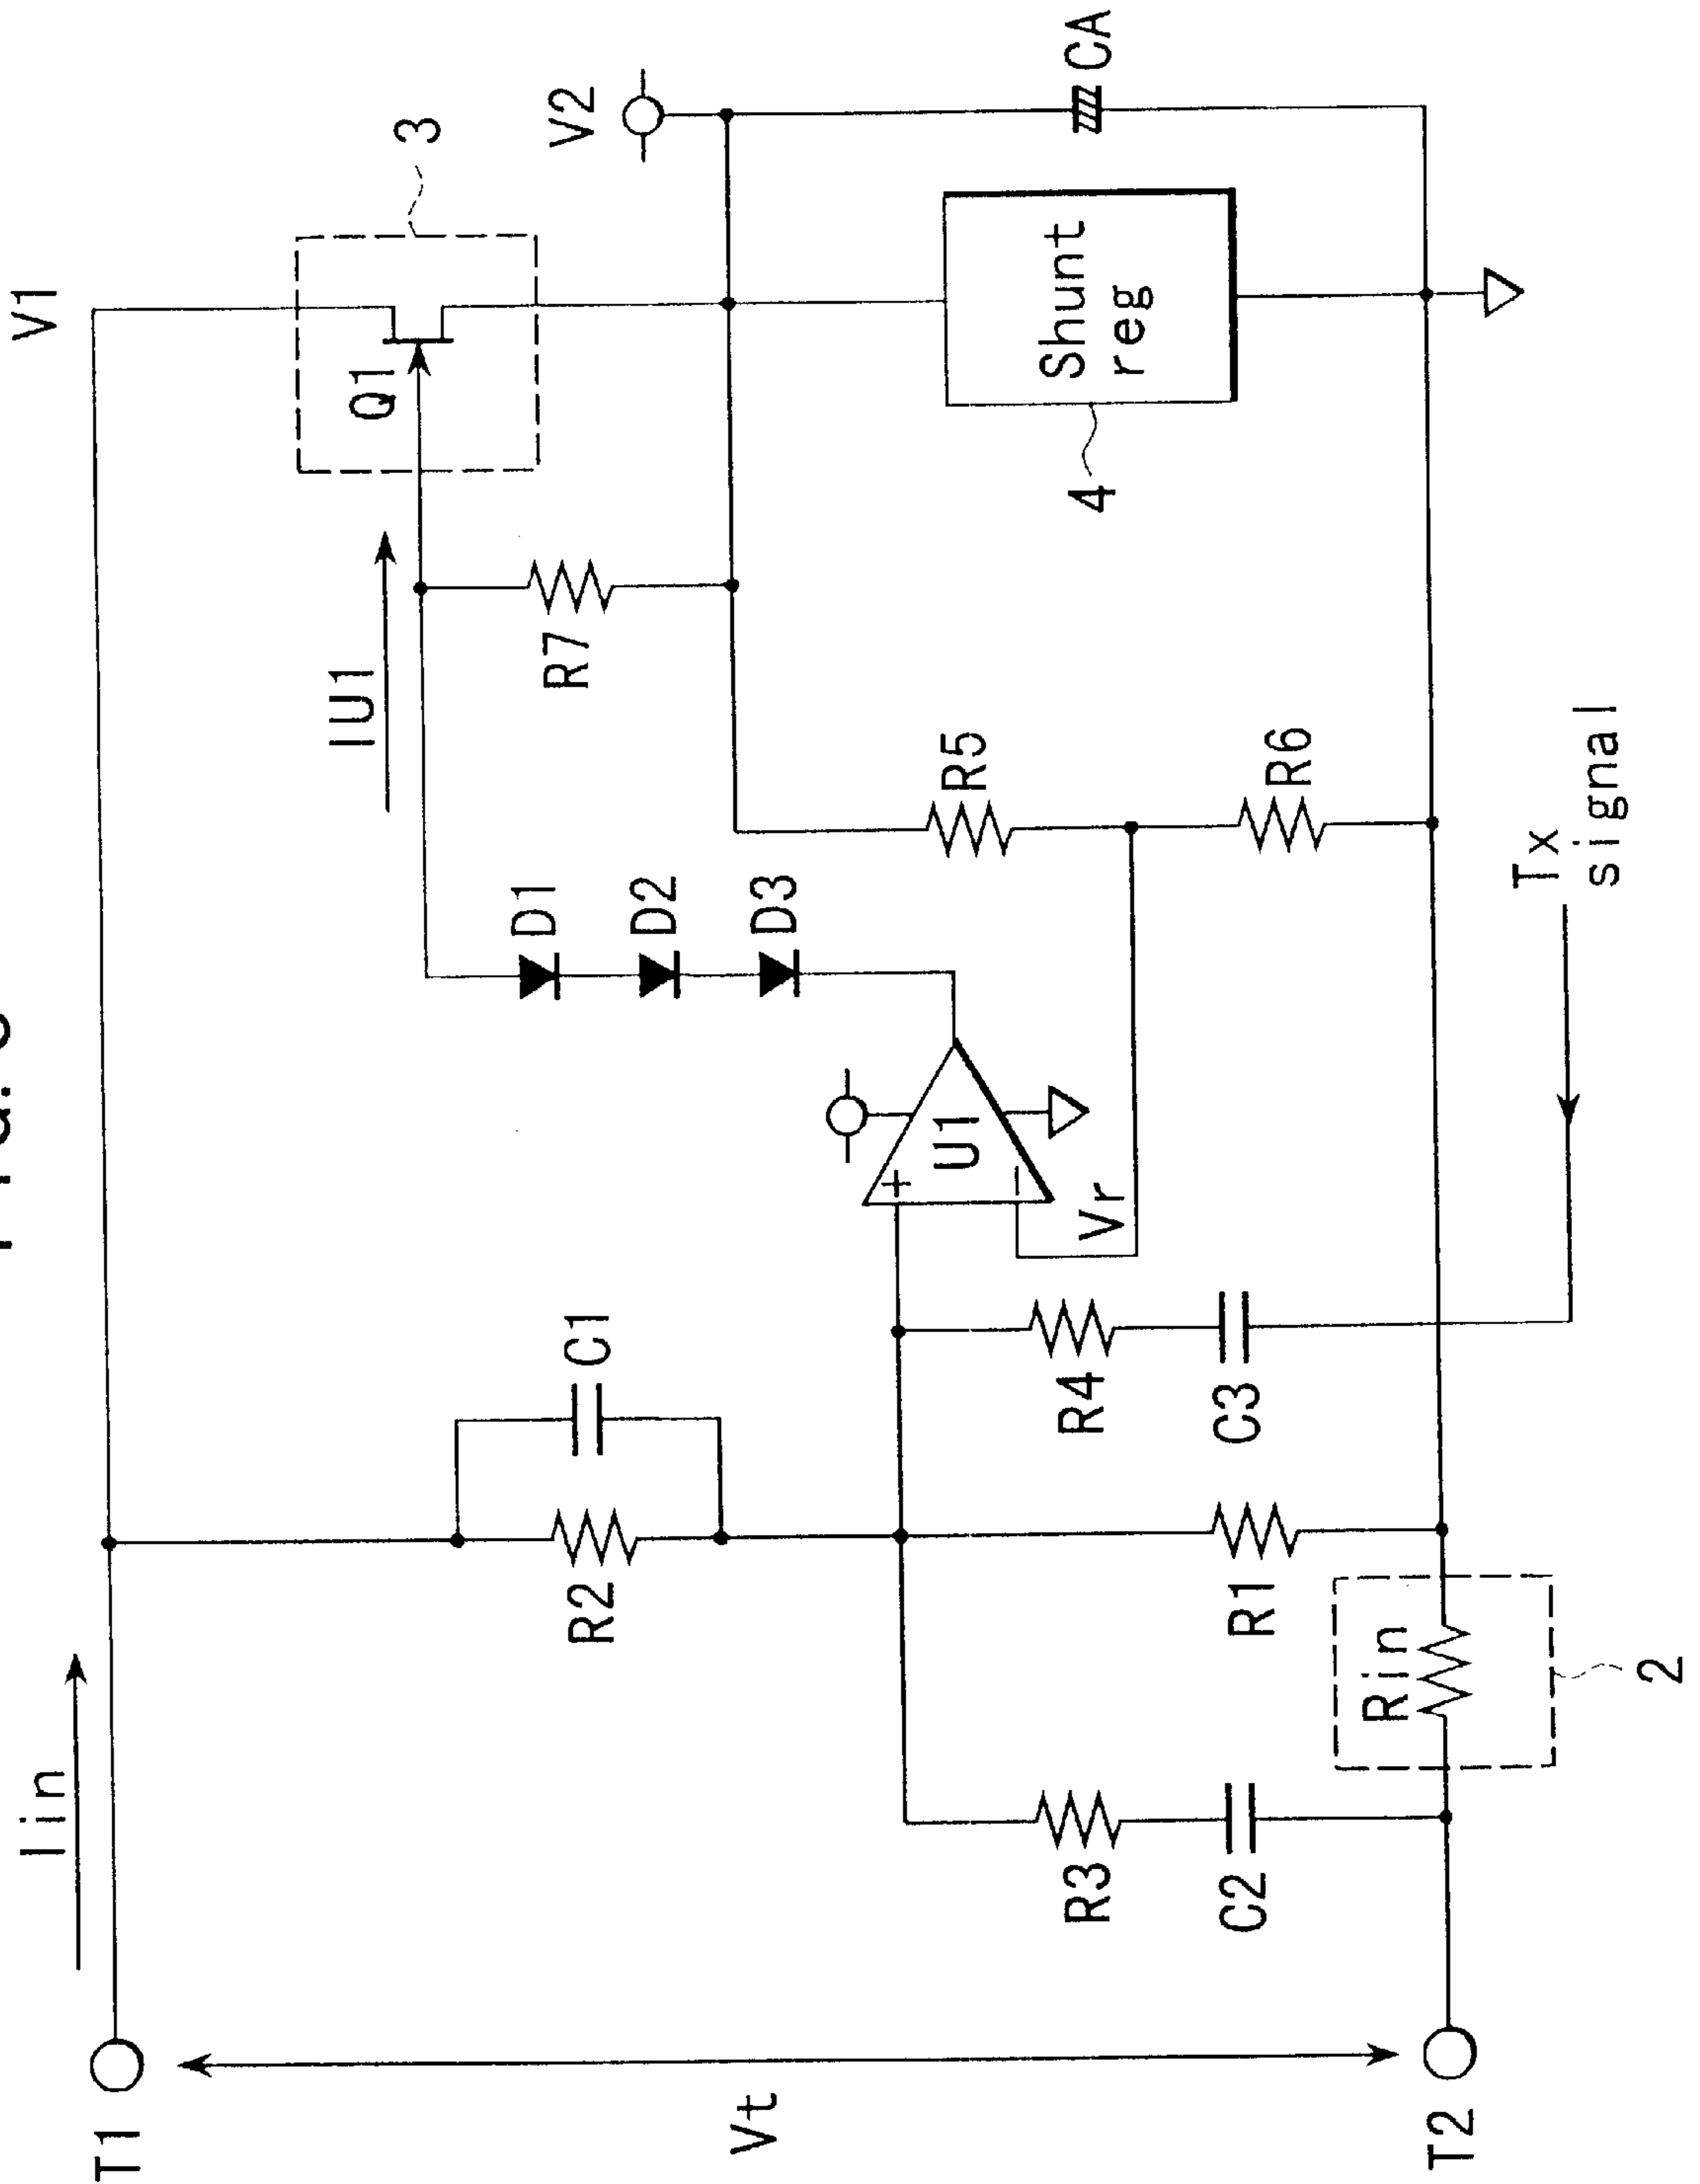 V1
3
Q1
V2
CA
Shunt
reg
4
IU1
R7
R5
R6
Tx
signal
D1
D2
D3
+
U1
−
Vr
C1
R2
R4
C3
R1
Rin
2
R3
C2
Iin
T1
Vt
T2